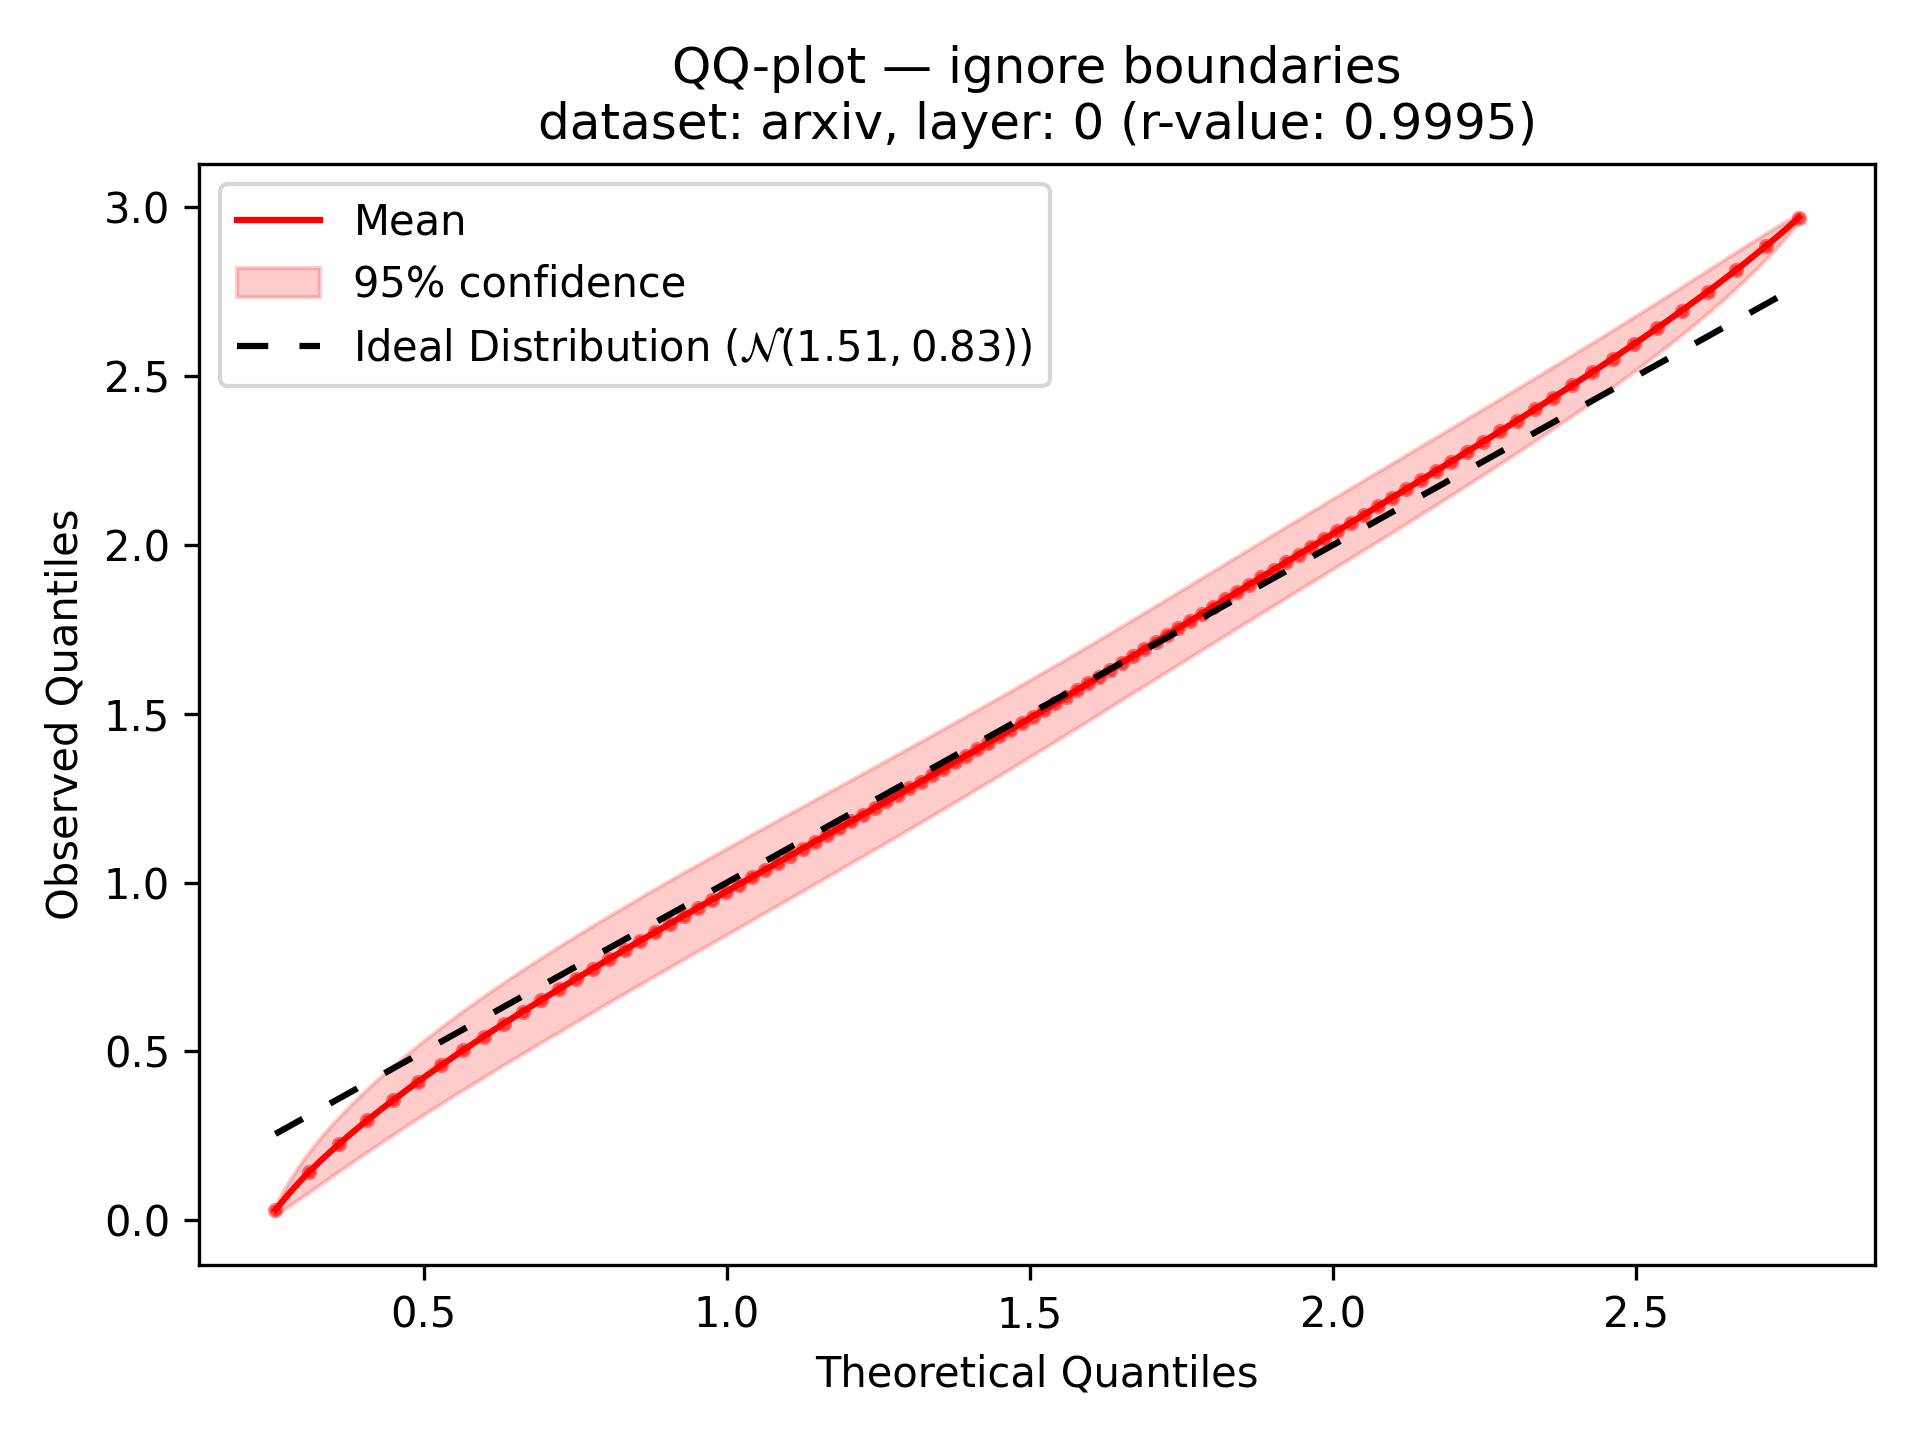 QQ-plot — ignore boundaries
dataset: arxiv, layer: 0 (r-value: 0.9995)
Mean
95% confidence
Ideal Distribution (𝒩(1.51, 0.83))
3.0
2.5
2.0
1.5
1.0
0.5
0.0
Observed Quantiles
0.5
1.0
1.5
2.0
2.5
Theoretical Quantiles